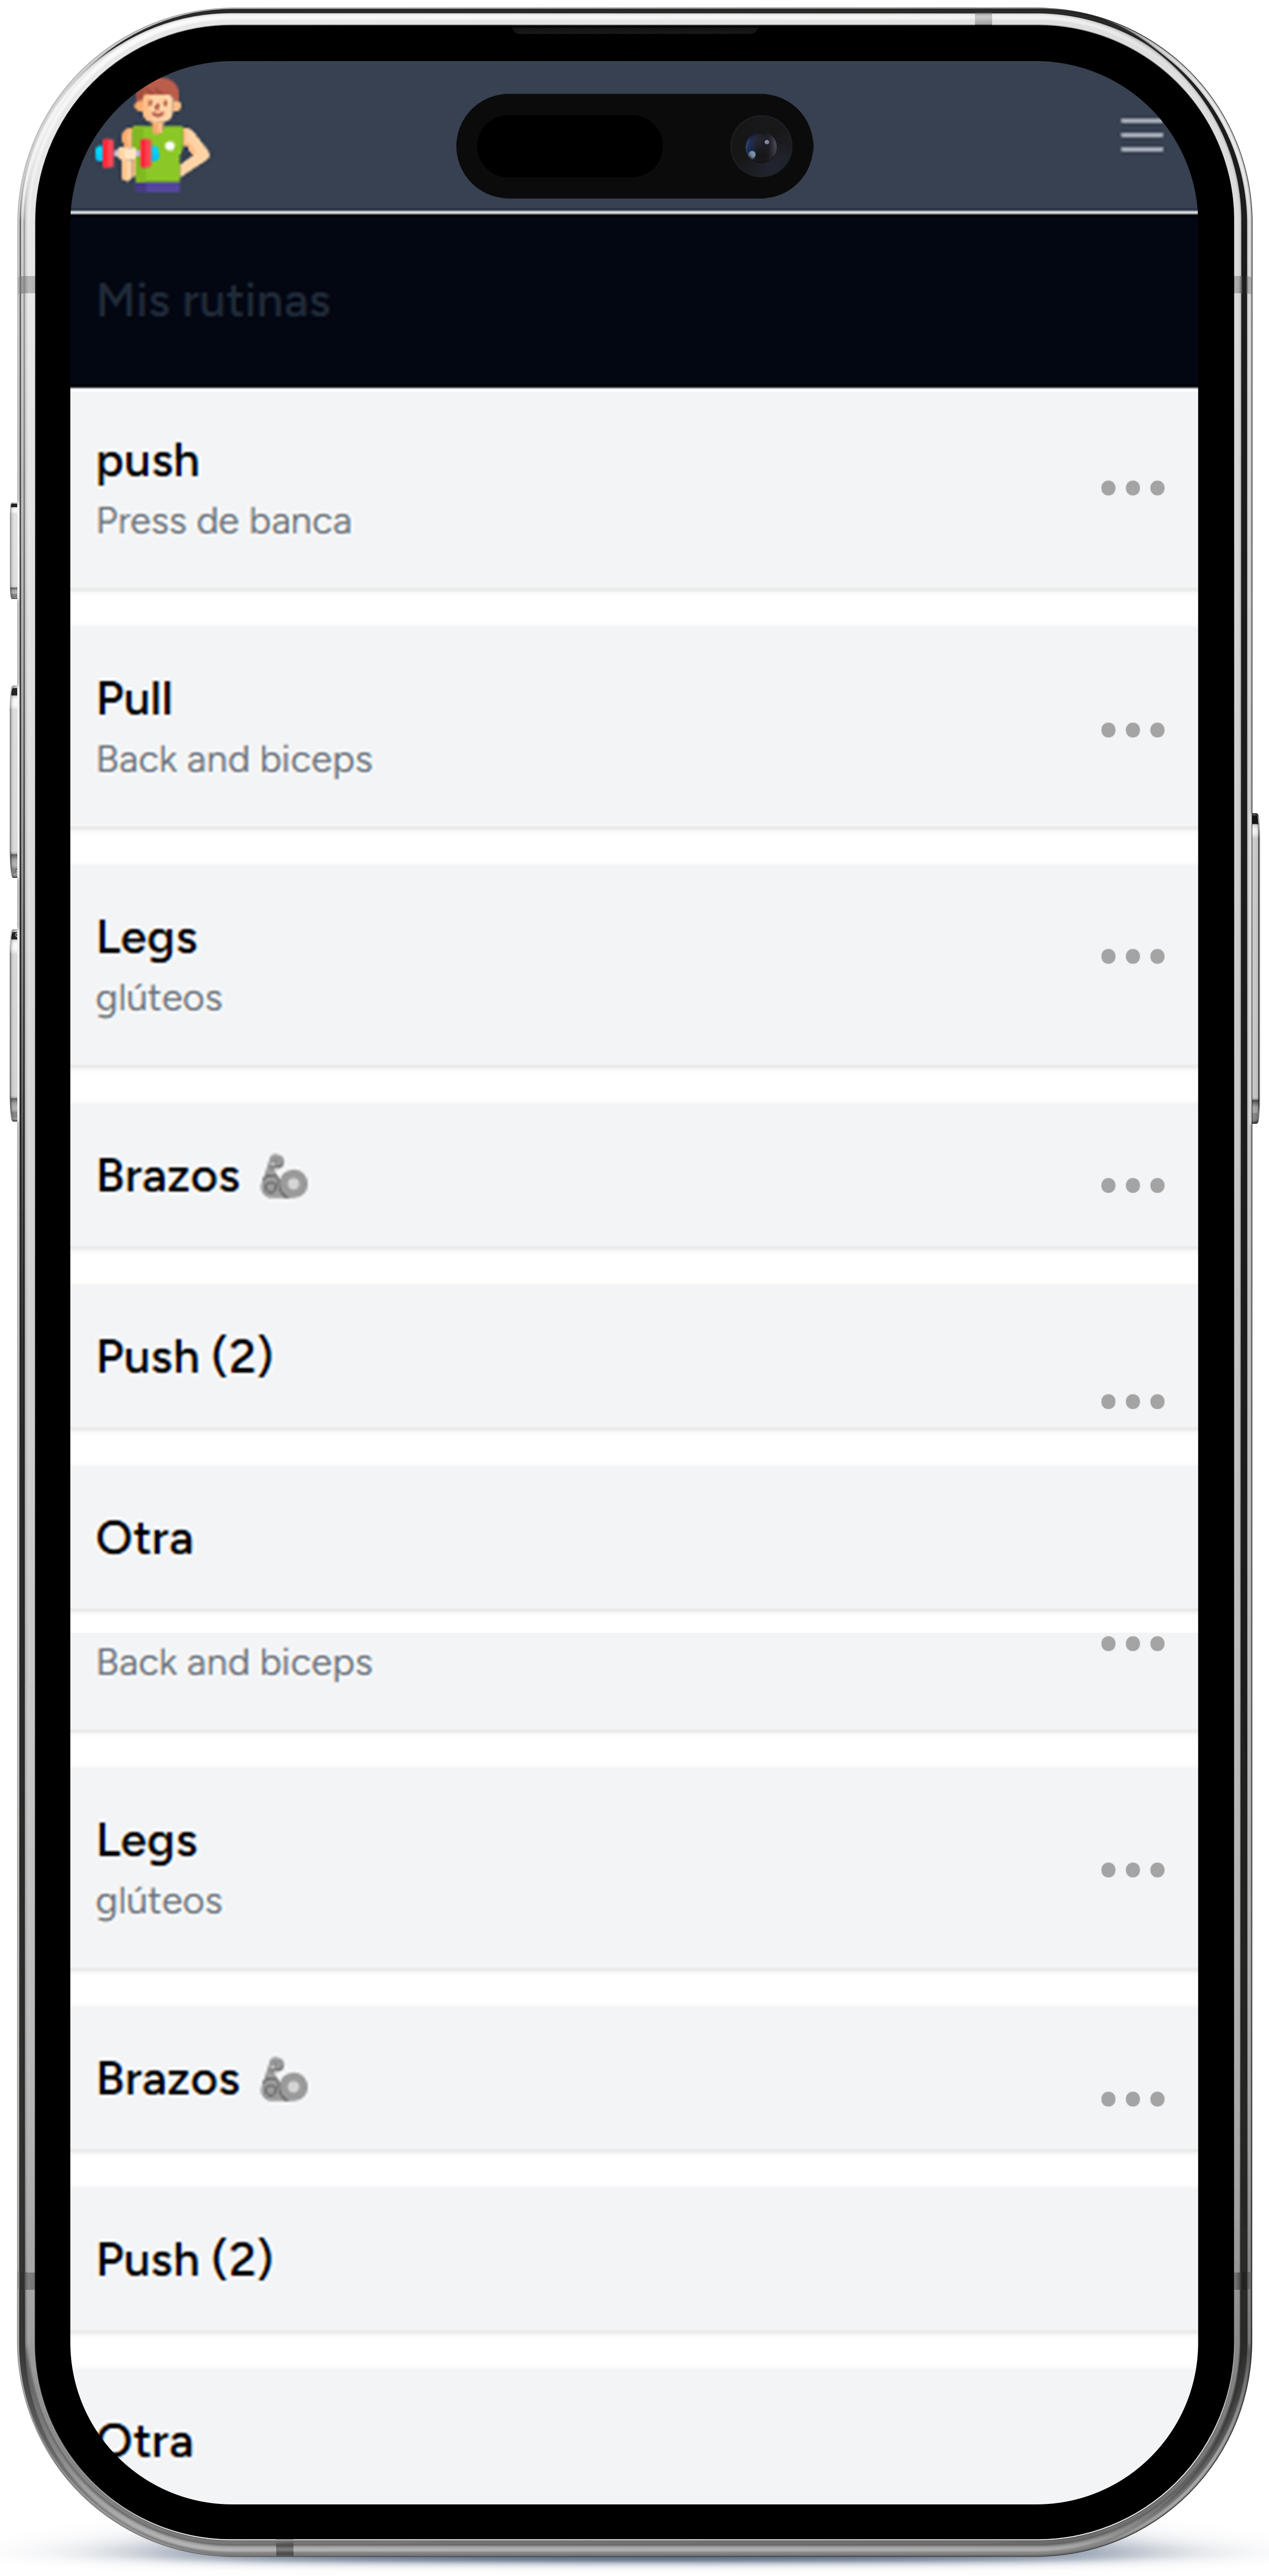 Mis rutinas
push
Press de banca
Pull
Back and biceps
Legs
glúteos
Brazos 🦾
Push (2)
Otra
Back and biceps
Legs
glúteos
Brazos 🦾
Push (2)
Otra